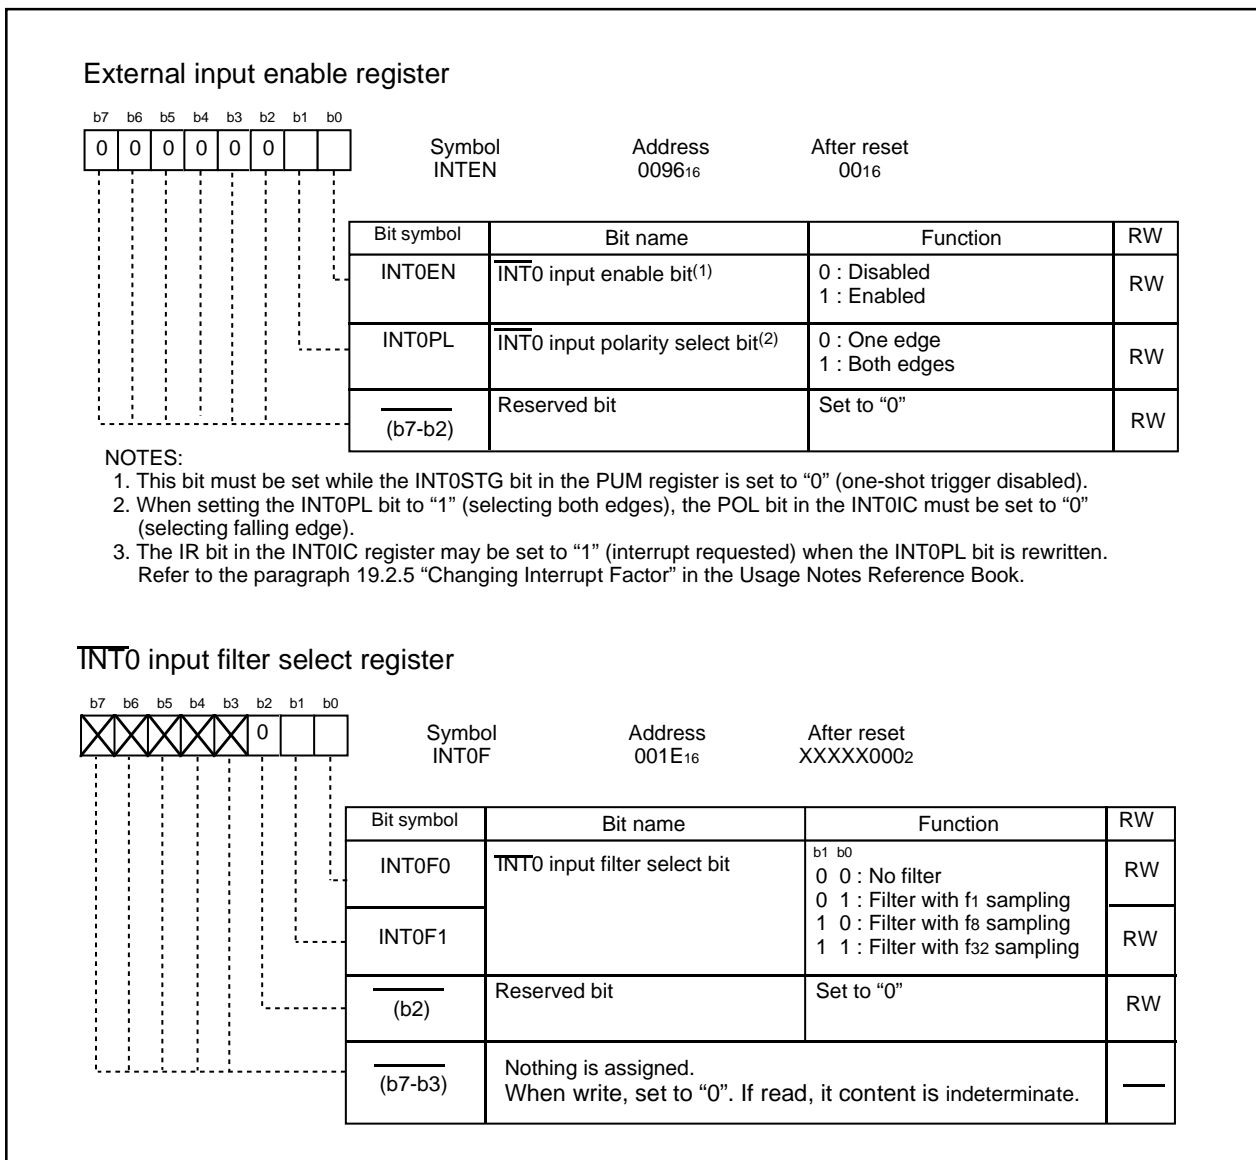 External input enable register
b7 b6 b5 b4 b3 b2 b1 b0
0 0 0 0 0 0
Symbol Address After reset
INTEN 009616 0016
Bit symbol Bit name Function RW
INT0EN INT0 input enable bit(1) 0 : Disabled
1 : Enabled RW
INT0PL INT0 input polarity select bit(2) 0 : One edge
1 : Both edges RW
(b7-b2) Reserved bit Set to “0” RW
NOTES:
1. This bit must be set while the INT0STG bit in the PUM register is set to “0” (one-shot trigger disabled).
2. When setting the INT0PL bit to “1” (selecting both edges), the POL bit in the INT0IC must be set to “0”
(selecting falling edge).
3. The IR bit in the INT0IC register may be set to “1” (interrupt requested) when the INT0PL bit is rewritten.
Refer to the paragraph 19.2.5 “Changing Interrupt Factor” in the Usage Notes Reference Book.
INT0 input filter select register
b7 b6 b5 b4 b3 b2 b1 b0
0
Symbol Address After reset
INT0F 001E16 XXXXX0002
Bit symbol Bit name Function RW
INT0F0 INT0 input filter select bit b1 b0
0 0 : No filter RW
0 1 : Filter with f1 sampling
INT0F1 1 0 : Filter with f8 sampling RW
1 1 : Filter with f32 sampling
(b2) Reserved bit Set to “0” RW
(b7-b3) Nothing is assigned.
When write, set to “0”. If read, it content is indeterminate.